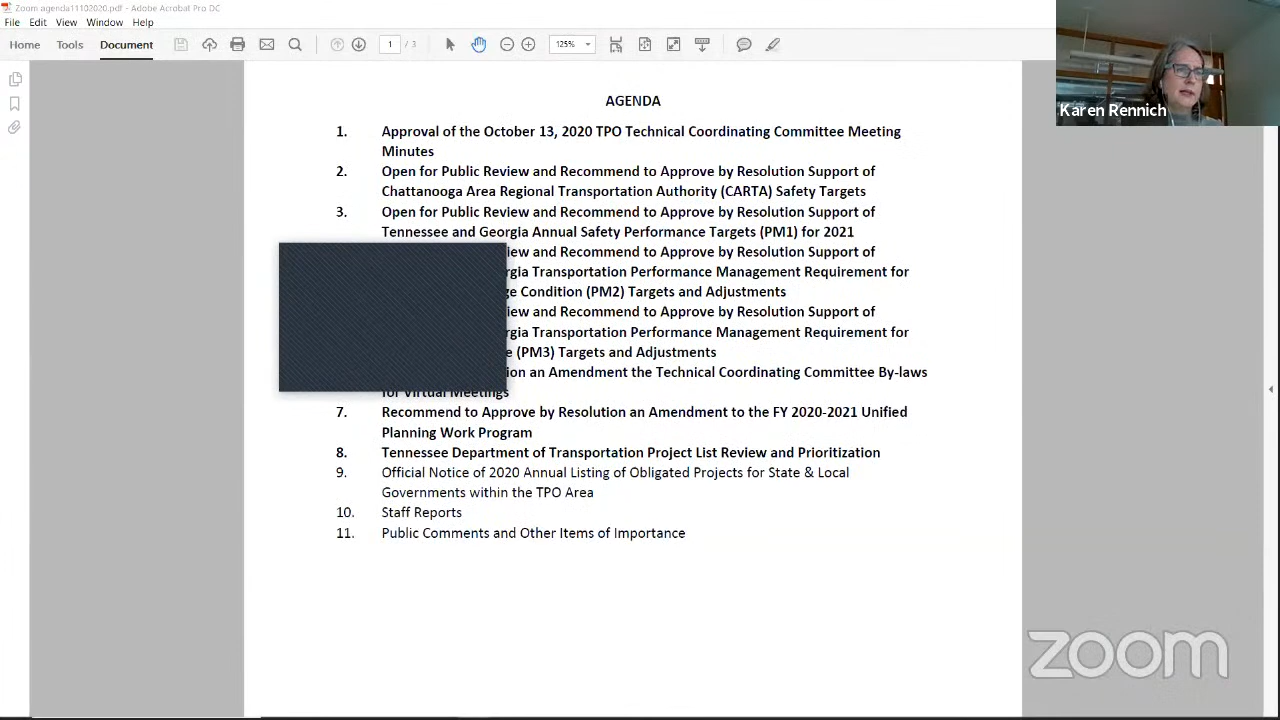 Zoom agenda11102020.pdf - Adobe Acrobat Pro DC
File Edit View Window Help
Home Tools Document 1 / 3 125%
Karen Rennich
AGENDA
1. Approval of the October 13, 2020 TPO Technical Coordinating Committee Meeting
Minutes
2. Open for Public Review and Recommend to Approve by Resolution Support of
Chattanooga Area Regional Transportation Authority (CARTA) Safety Targets
3. Open for Public Review and Recommend to Approve by Resolution Support of
Tennessee and Georgia Annual Safety Performance Targets (PM1) for 2021
iew and Recommend to Approve by Resolution Support of
rgia Transportation Performance Management Requirement for
ge Condition (PM2) Targets and Adjustments
iew and Recommend to Approve by Resolution Support of
rgia Transportation Performance Management Requirement for
e (PM3) Targets and Adjustments
ion an Amendment the Technical Coordinating Committee By-laws
for Virtual Meetings
7. Recommend to Approve by Resolution an Amendment to the FY 2020-2021 Unified
Planning Work Program
8. Tennessee Department of Transportation Project List Review and Prioritization
9. Official Notice of 2020 Annual Listing of Obligated Projects for State & Local
Governments within the TPO Area
10. Staff Reports
11. Public Comments and Other Items of Importance
zoom